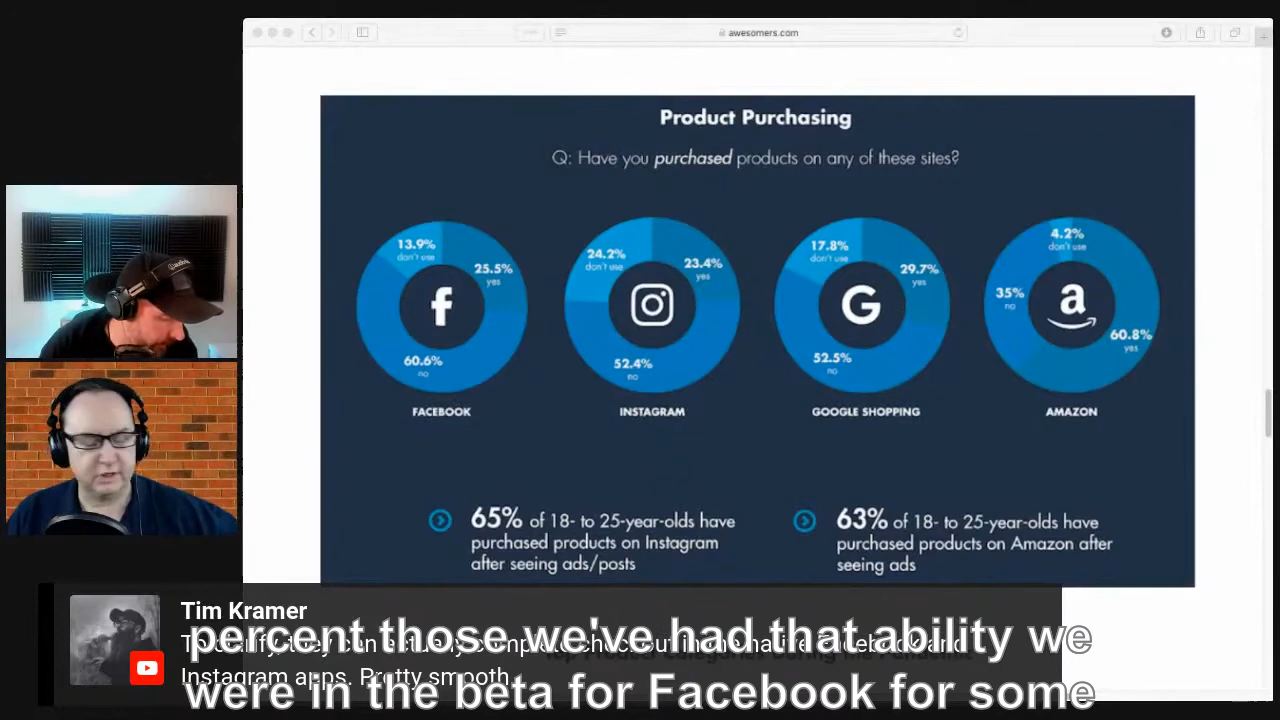 awesomers.com
Product Purchasing
Q: Have you purchased products on any of these sites?
13.9%
don't use
25.5%
yes
60.6%
no
FACEBOOK
24.2%
don't use
23.4%
yes
52.4%
no
INSTAGRAM
17.8%
don't use
29.7%
yes
52.5%
no
GOOGLE SHOPPING
4.2%
don't use
35%
no
60.8%
yes
AMAZON
65% of 18- to 25-year-olds have
purchased products on Instagram
after seeing ads/posts
63% of 18- to 25-year-olds have
purchased products on Amazon after
seeing ads
Tim Kramer
Instagram apps. Pretty smooth
percent those we've had that ability we
were in the beta for Facebook for some